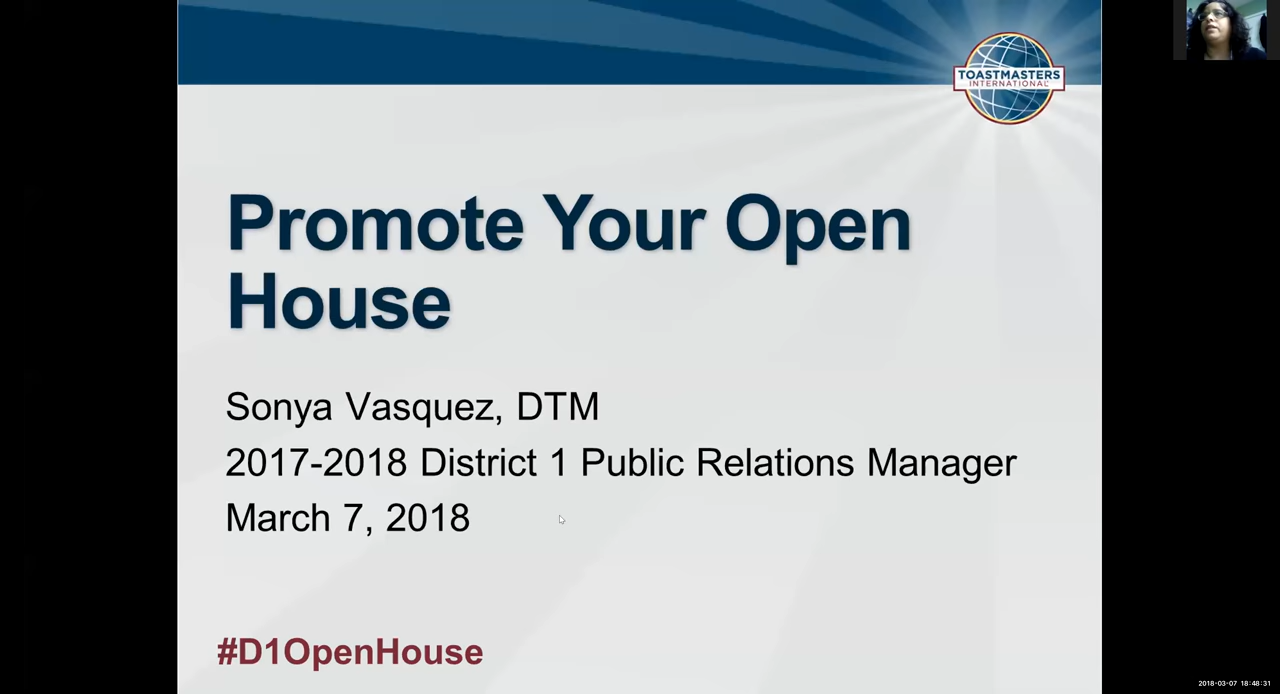 TOASTMASTERS
INTERNATIONAL
Promote Your Open
House
Sonya Vasquez, DTM
2017-2018 District 1 Public Relations Manager
March 7, 2018
#D1OpenHouse
2018-03-07 18:48:31